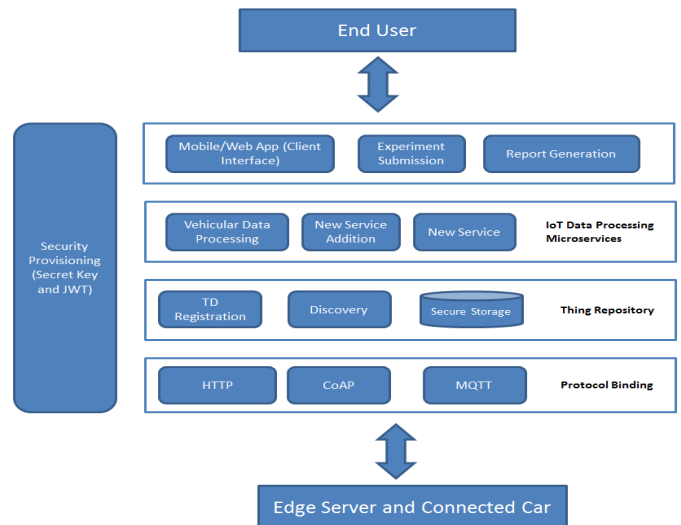 End User
Mobile/Web App (Client
Interface)
Experiment
Submission
Report Generation
Security
Provisioning
(Secret Key
and JWT)
Vehicular Data
Processing
New Service
Addition
New Service
IoT Data Processing
Microservices
TD
Registration
Discovery
Secure Storage
Thing Repository
HTTP
CoAP
MQTT
Protocol Binding
Edge Server and Connected Car